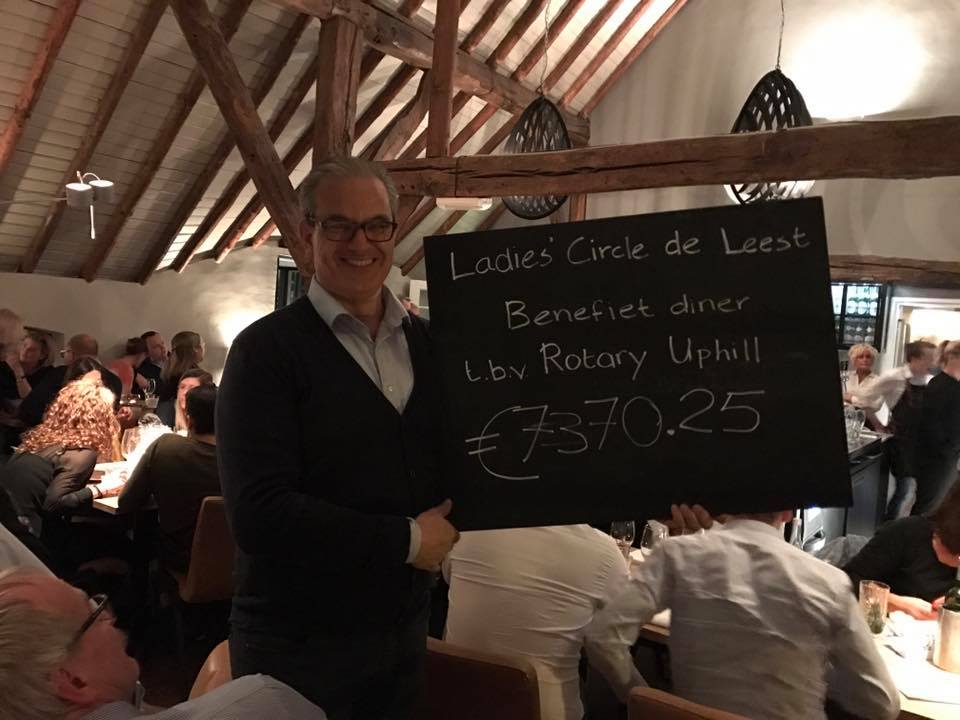 Ladies' Circle de Leest
Benefiet diner
t.b.v. Rotary Uphill
€7370.25